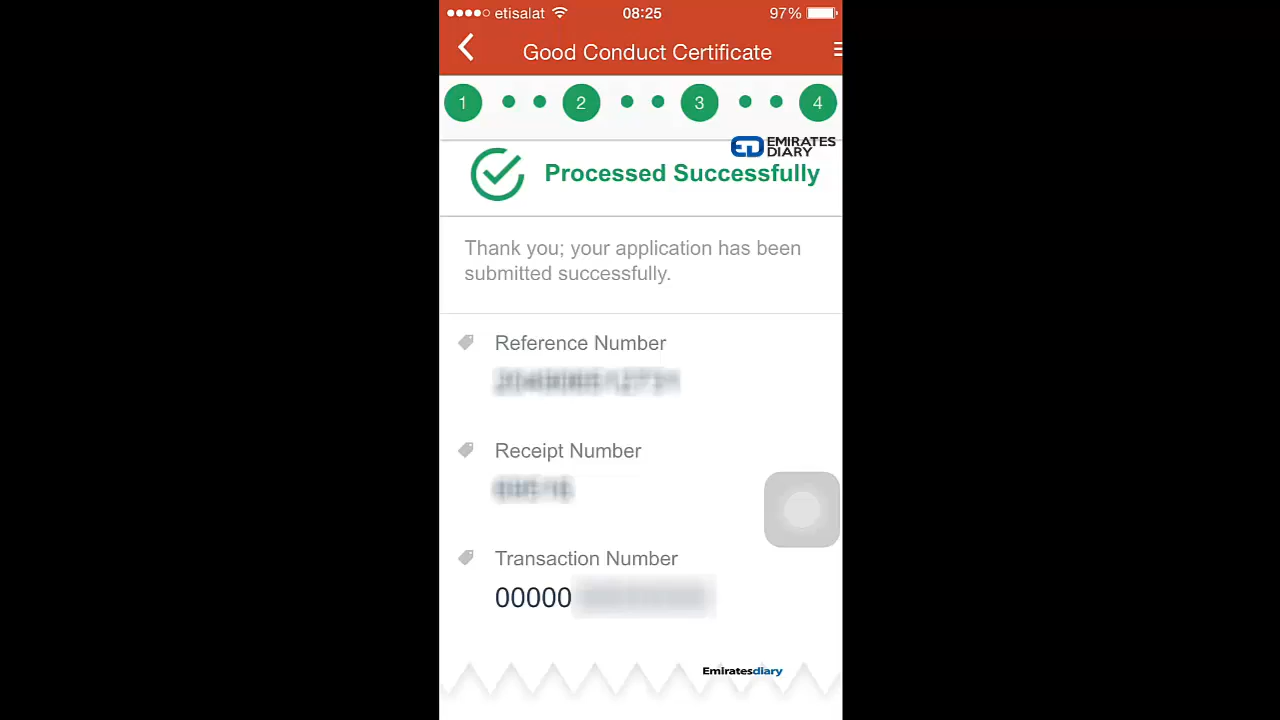 etisalat 08:25 97%
Good Conduct Certificate
1 2 3 4
ED EMIRATES
DIARY
Processed Successfully
Thank you; your application has been
submitted successfully.
Reference Number
Receipt Number
Transaction Number
00000
Emiratesdiary